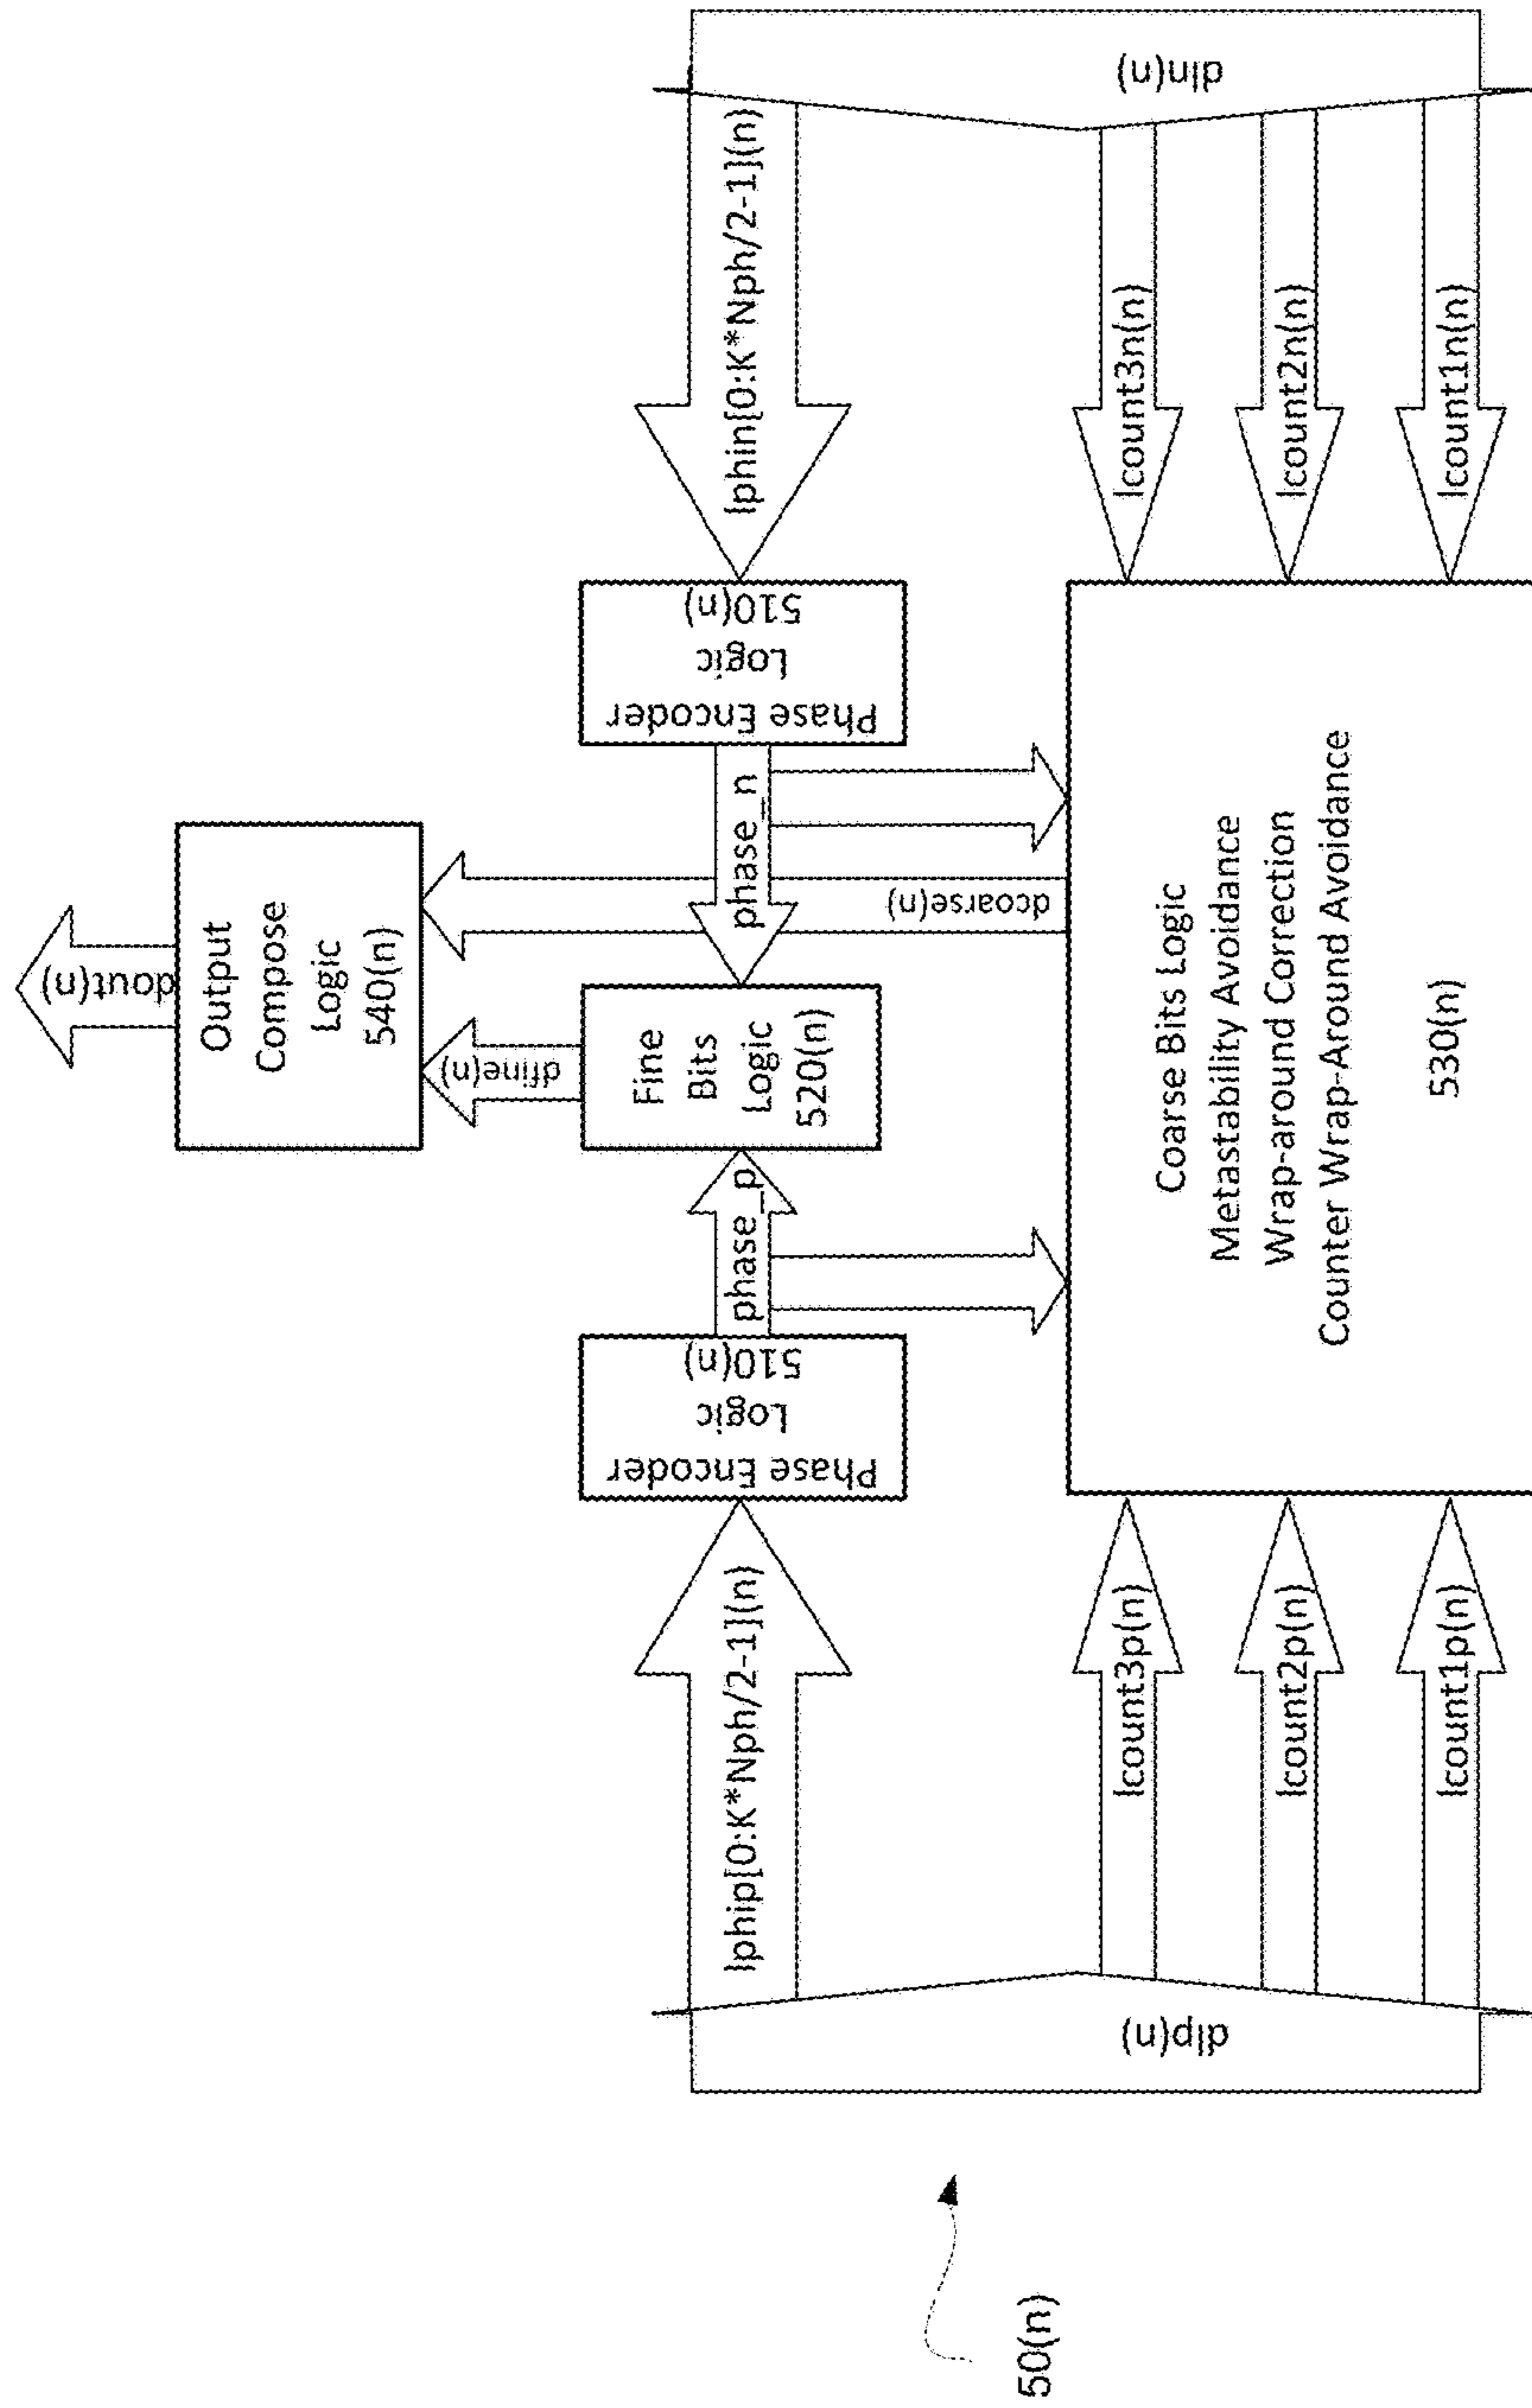 dout(n)
Output
Compose
Logic
540(n)
dfine(n)
dcoarse(n)
lphip[0:K*Nph/2-1](n)
Phase Encoder
Logic
510(n)
phase_p
Fine
Bits
Logic
520(n)
phase_n
Phase Encoder
Logic
510(n)
lphin[0:K*Nph/2-1](n)
dlp(n)
lcount3p(n)
lcount2p(n)
lcount1p(n)
Coarse Bits Logic
Metastability Avoidance
Wrap-around Correction
Counter Wrap-Around Avoidance
530(n)
lcount3n(n)
lcount2n(n)
lcount1n(n)
dln(n)
50(n)